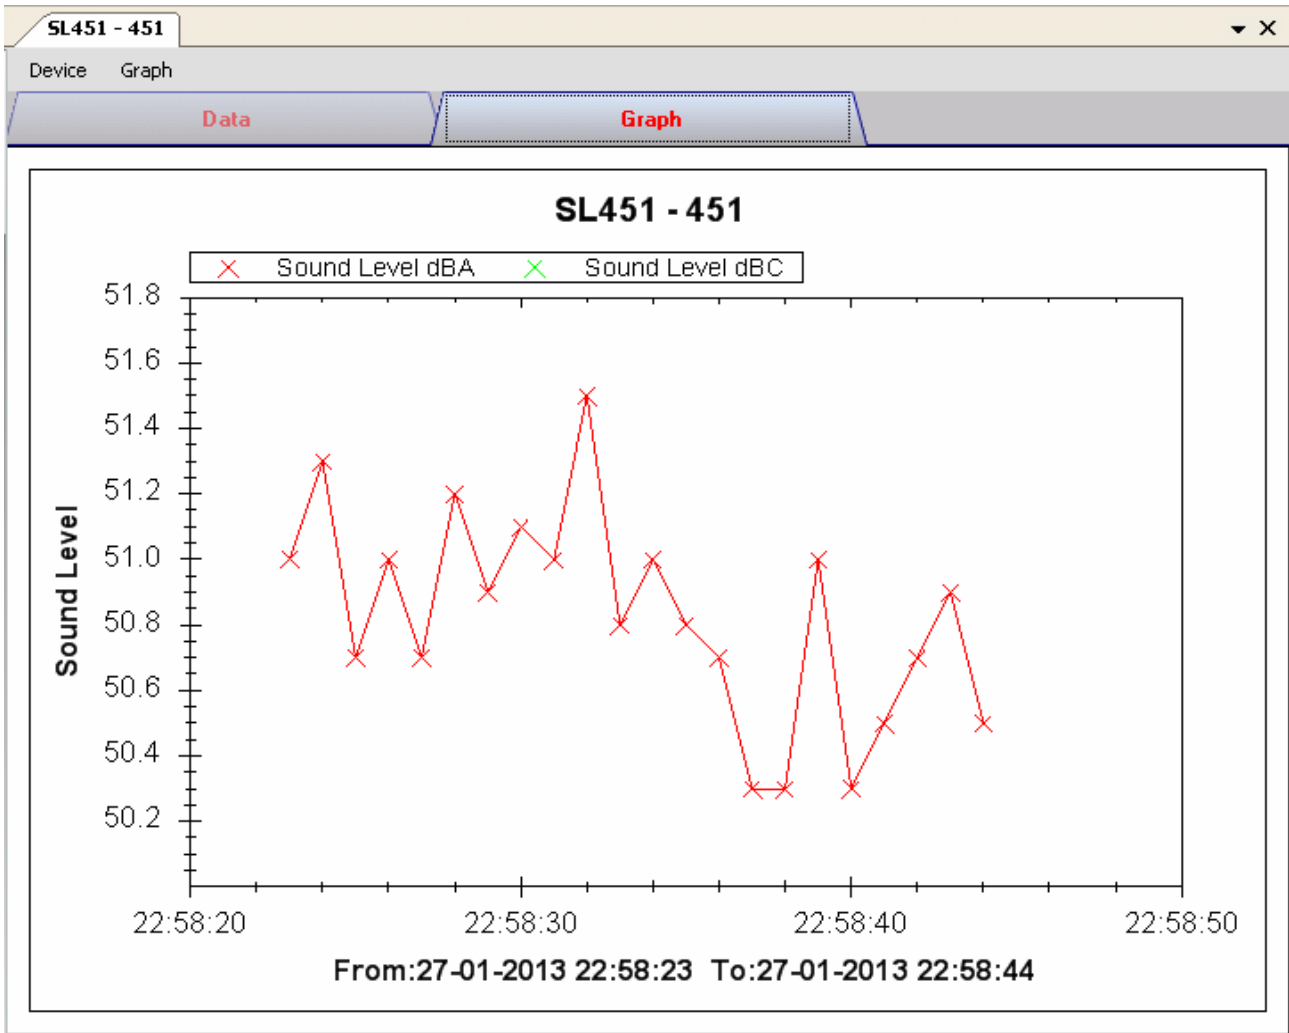 SL451 - 451
Device Graph
Data Graph
SL451 - 451
Sound Level dBA Sound Level dBC
51.8
51.6
51.4
51.2
51.0
50.8
50.6
50.4
50.2
Sound Level
22:58:20 22:58:30 22:58:40 22:58:50
From:27-01-2013 22:58:23 To:27-01-2013 22:58:44